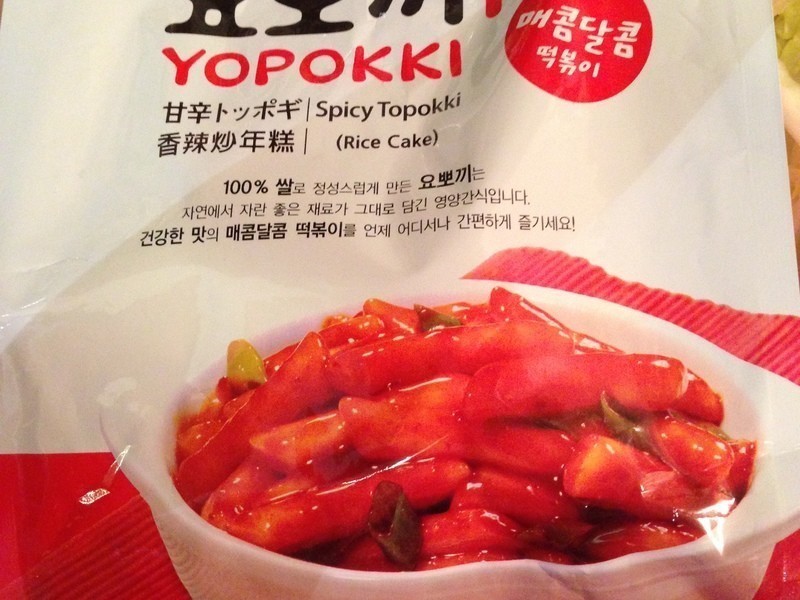 요뽀끼
YOPOKKI
매콤달콤
떡볶이
甘辛トッポギ | Spicy Topokki
香辣炒年糕 | (Rice Cake)
100% 쌀로 정성스럽게 만든 요뽀끼는
자연에서 자란 좋은 재료가 그대로 담긴 영양간식입니다.
건강한 맛의 매콤달콤 떡볶이를 언제 어디서나 간편하게 즐기세요!